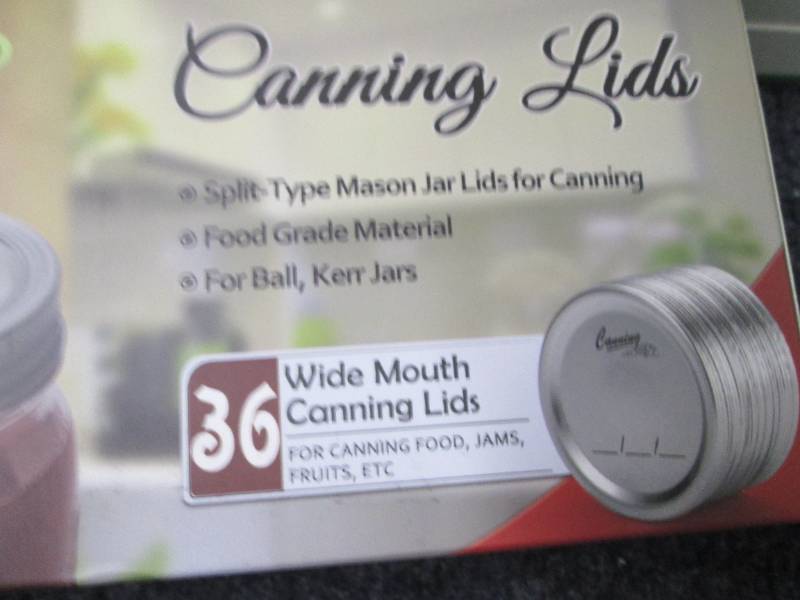 Canning Lids
Split-Type Mason Jar Lids for Canning
Food Grade Material
For Ball, Kerr Jars
36
Wide Mouth
Canning Lids
FOR CANNING FOOD, JAMS,
FRUITS, ETC
Canning